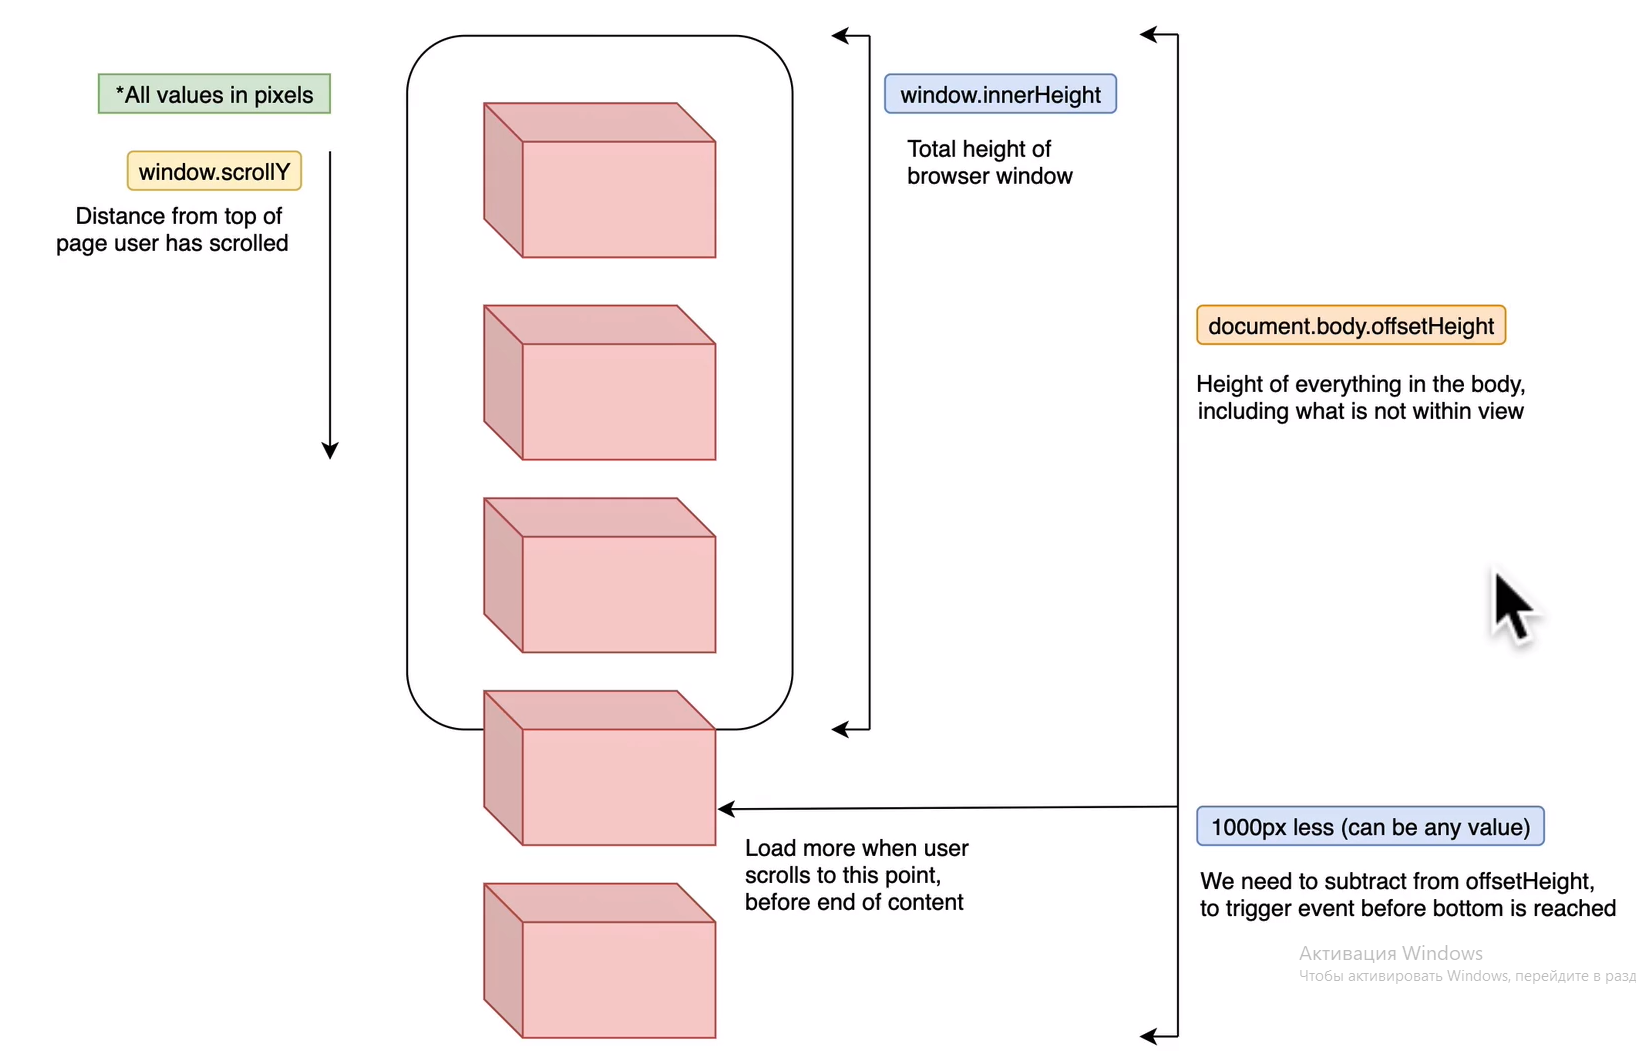 *All values in pixels
window.scrollY
Distance from top of
page user has scrolled
window.innerHeight
Total height of
browser window
document.body.offsetHeight
Height of everything in the body,
including what is not within view
Load more when user
scrolls to this point,
before end of content
1000px less (can be any value)
We need to subtract from offsetHeight,
to trigger event before bottom is reached
Активация Windows
Чтобы активировать Windows, перейдите в разд